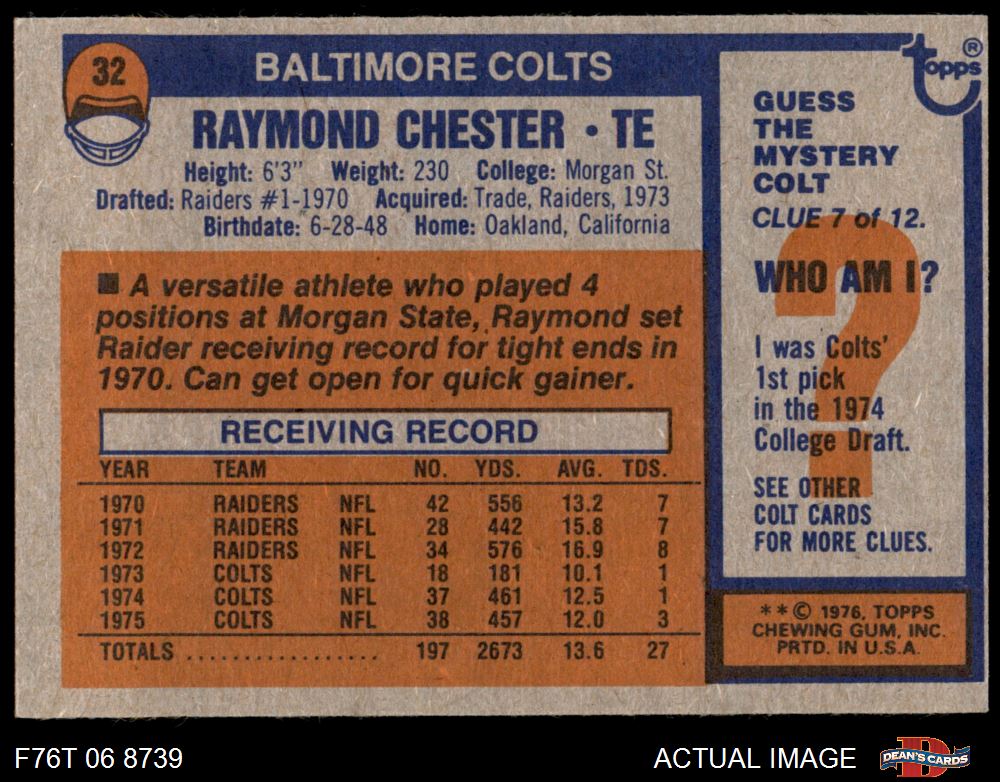 32
BALTIMORE COLTS
RAYMOND CHESTER • TE
Height: 6'3" Weight: 230 College: Morgan St.
Drafted: Raiders #1-1970 Acquired: Trade, Raiders, 1973
Birthdate: 6-28-48 Home: Oakland, California
■ A versatile athlete who played 4
positions at Morgan State, Raymond set
Raider receiving record for tight ends in
1970. Can get open for quick gainer.
RECEIVING RECORD
YEAR TEAM NO. YDS. AVG. TDS.
1970 RAIDERS NFL 42 556 13.2 7
1971 RAIDERS NFL 28 442 15.8 7
1972 RAIDERS NFL 34 576 16.9 8
1973 COLTS NFL 18 181 10.1 1
1974 COLTS NFL 37 461 12.5 1
1975 COLTS NFL 38 457 12.0 3
TOTALS .................. 197 2673 13.6 27
topps ®
GUESS
THE
MYSTERY
COLT
CLUE 7 of 12.
?
WHO AM I?
I was Colts'
1st pick
in the 1974
College Draft.
SEE OTHER
COLT CARDS
FOR MORE CLUES.
**© 1976, TOPPS
CHEWING GUM, INC.
PRTD. IN U.S.A.
F76T 06 8739
ACTUAL IMAGE
D
DEAN'S CARDS